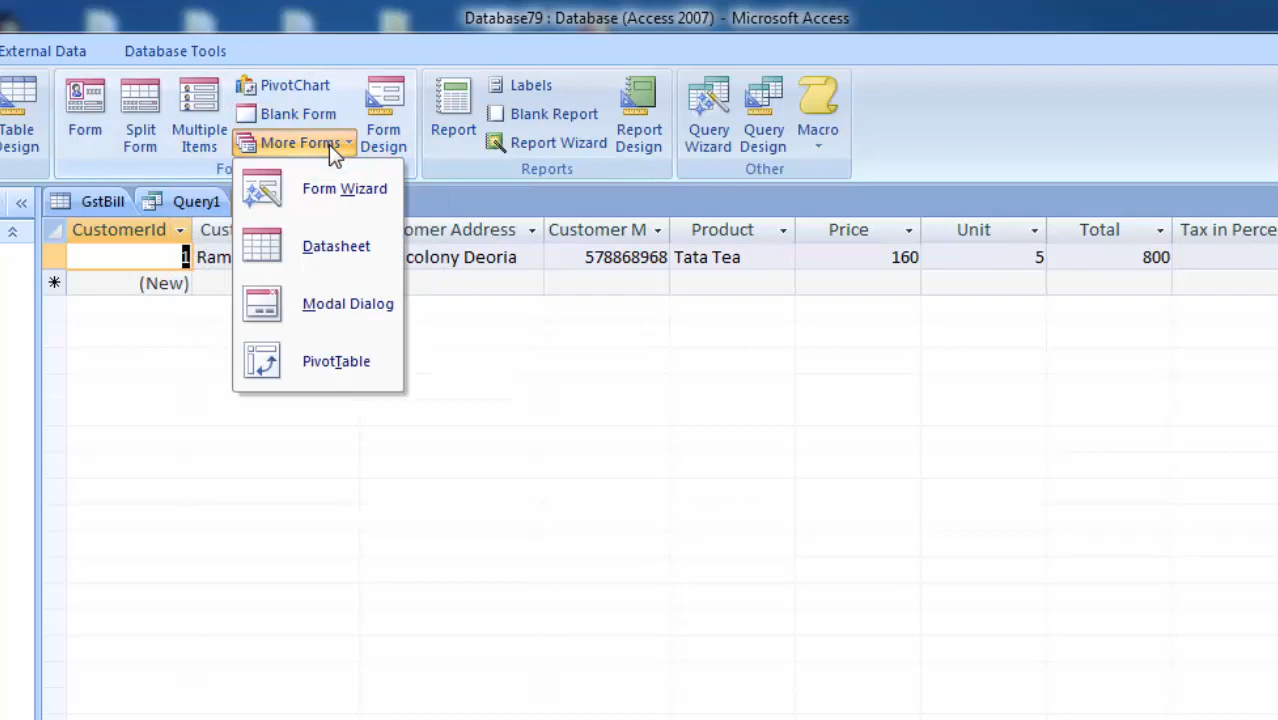 Database79 : Database (Access 2007) - Microsoft Access
External Data
Database Tools
Table Design
Form
Split Form
Multiple Items
PivotChart
Blank Form
More Forms
Form Design
Report
Labels
Blank Report
Report Wizard
Report Design
Query Wizard
Query Design
Macro
Fo
Reports
Other
Form Wizard
Datasheet
Modal Dialog
PivotTable
«
GstBill
Query1
CustomerId
Cust
omer Address
Customer M
Product
Price
Unit
Total
Tax in Perce
1
Ram
colony Deoria
578868968
Tata Tea
160
5
800
(New)